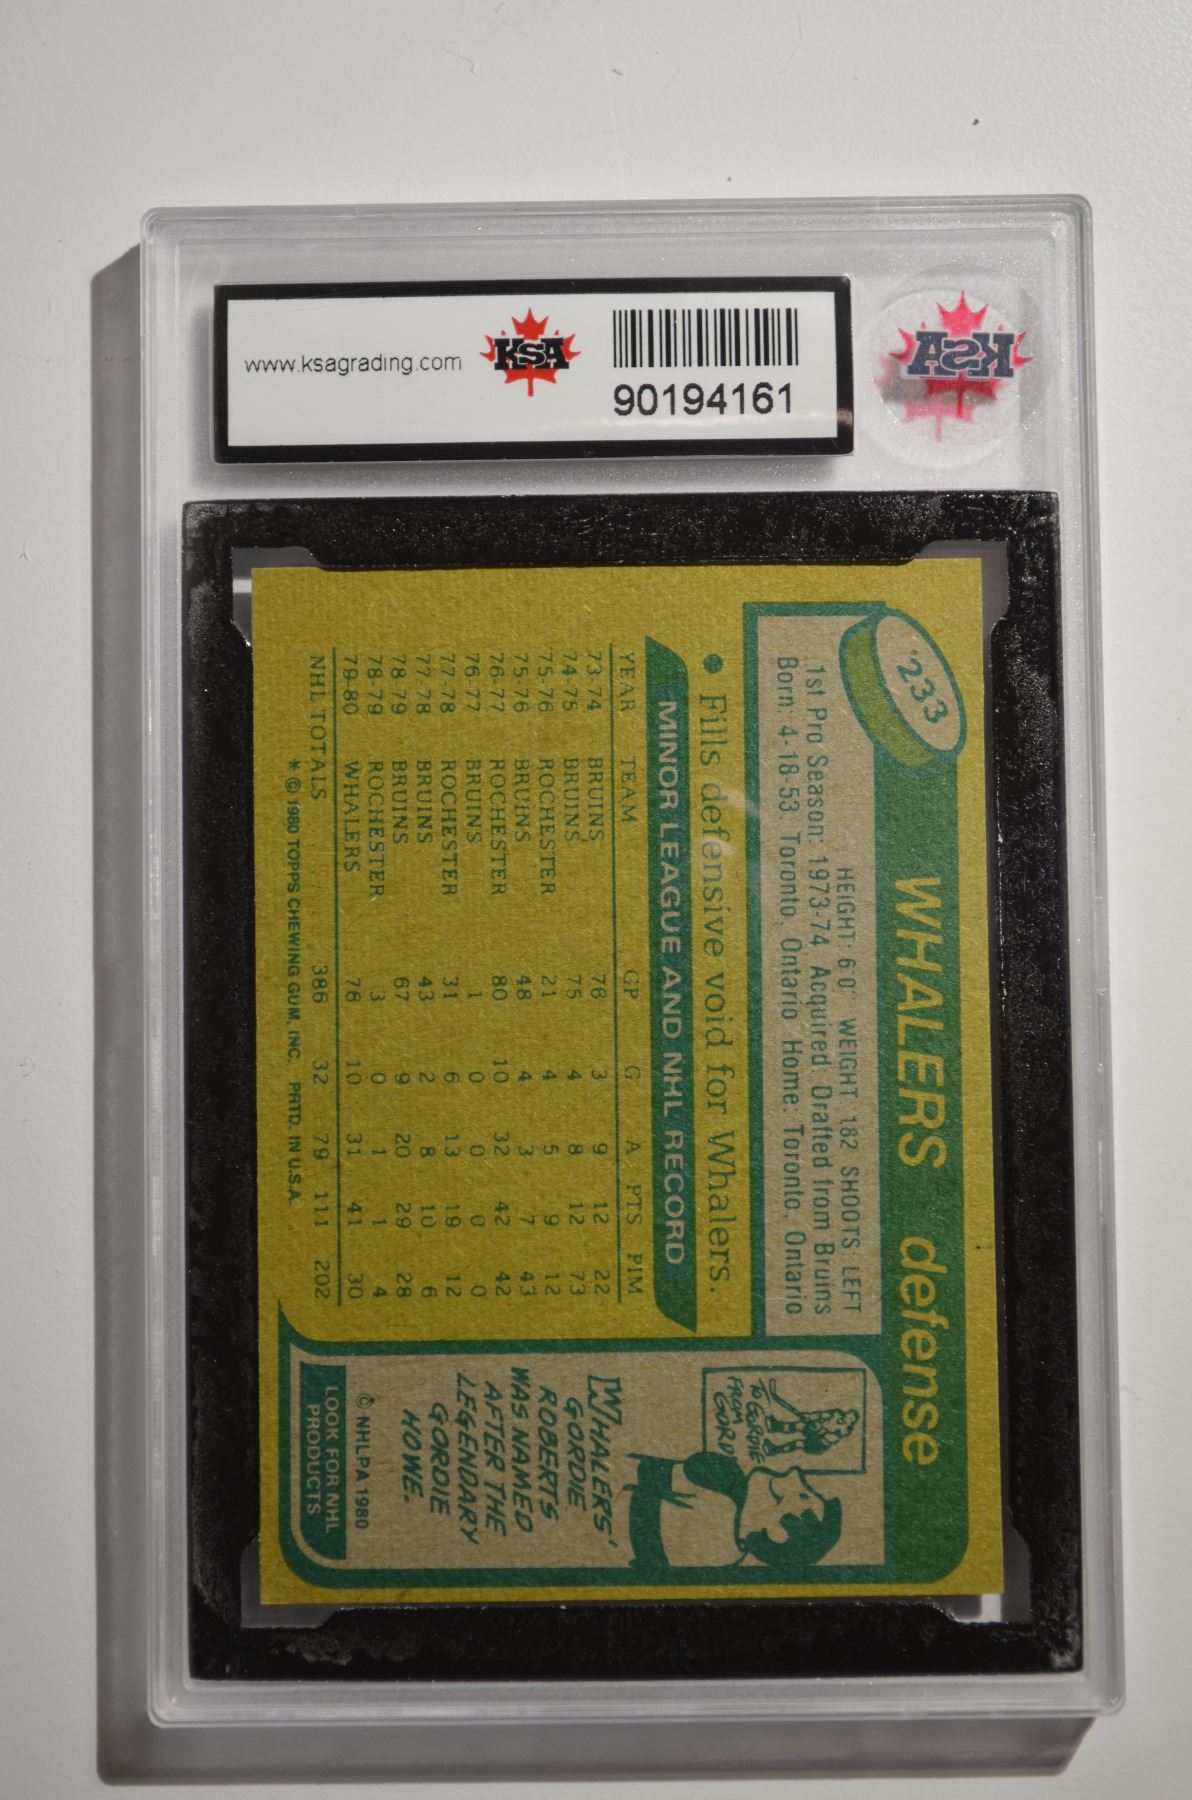 www.ksagrading.com
KSA
90194161
KSA
233
WHALERS defense
HEIGHT: 6'0" WEIGHT: 182 SHOOTS: LEFT
1st Pro Season: 1973-74 Acquired: Drafted from Bruins
Born: 4-18-53, Toronto, Ontario Home: Toronto, Ontario
• Fills defensive void for Whalers.
MINOR LEAGUE AND NHL RECORD
YEAR TEAM GP G A PTS PIM
73-74 BRUINS 76 3 9 12 22
74-75 BRUINS 75 4 8 12 73
75-76 ROCHESTER 21 4 5 9 12
75-76 BRUINS 48 4 3 7 43
76-77 ROCHESTER 80 10 32 42 42
76-77 BRUINS 1 0 0 0 0
77-78 ROCHESTER 31 6 13 19 12
77-78 BRUINS 43 2 8 10 6
78-79 BRUINS 67 9 20 29 28
78-79 ROCHESTER 3 0 1 1 4
79-80 WHALERS 76 10 31 41 30
NHL TOTALS 386 32 79 111 202
*© 1980 TOPPS CHEWING GUM, INC. PRTD. IN U.S.A.
TO GORDIE
FROM
GORD
WHALERS'
GORDIE
ROBERTS
WAS NAMED
AFTER THE
LEGENDARY
GORDIE
HOWE.
© NHLPA 1980
LOOK FOR NHL
PRODUCTS